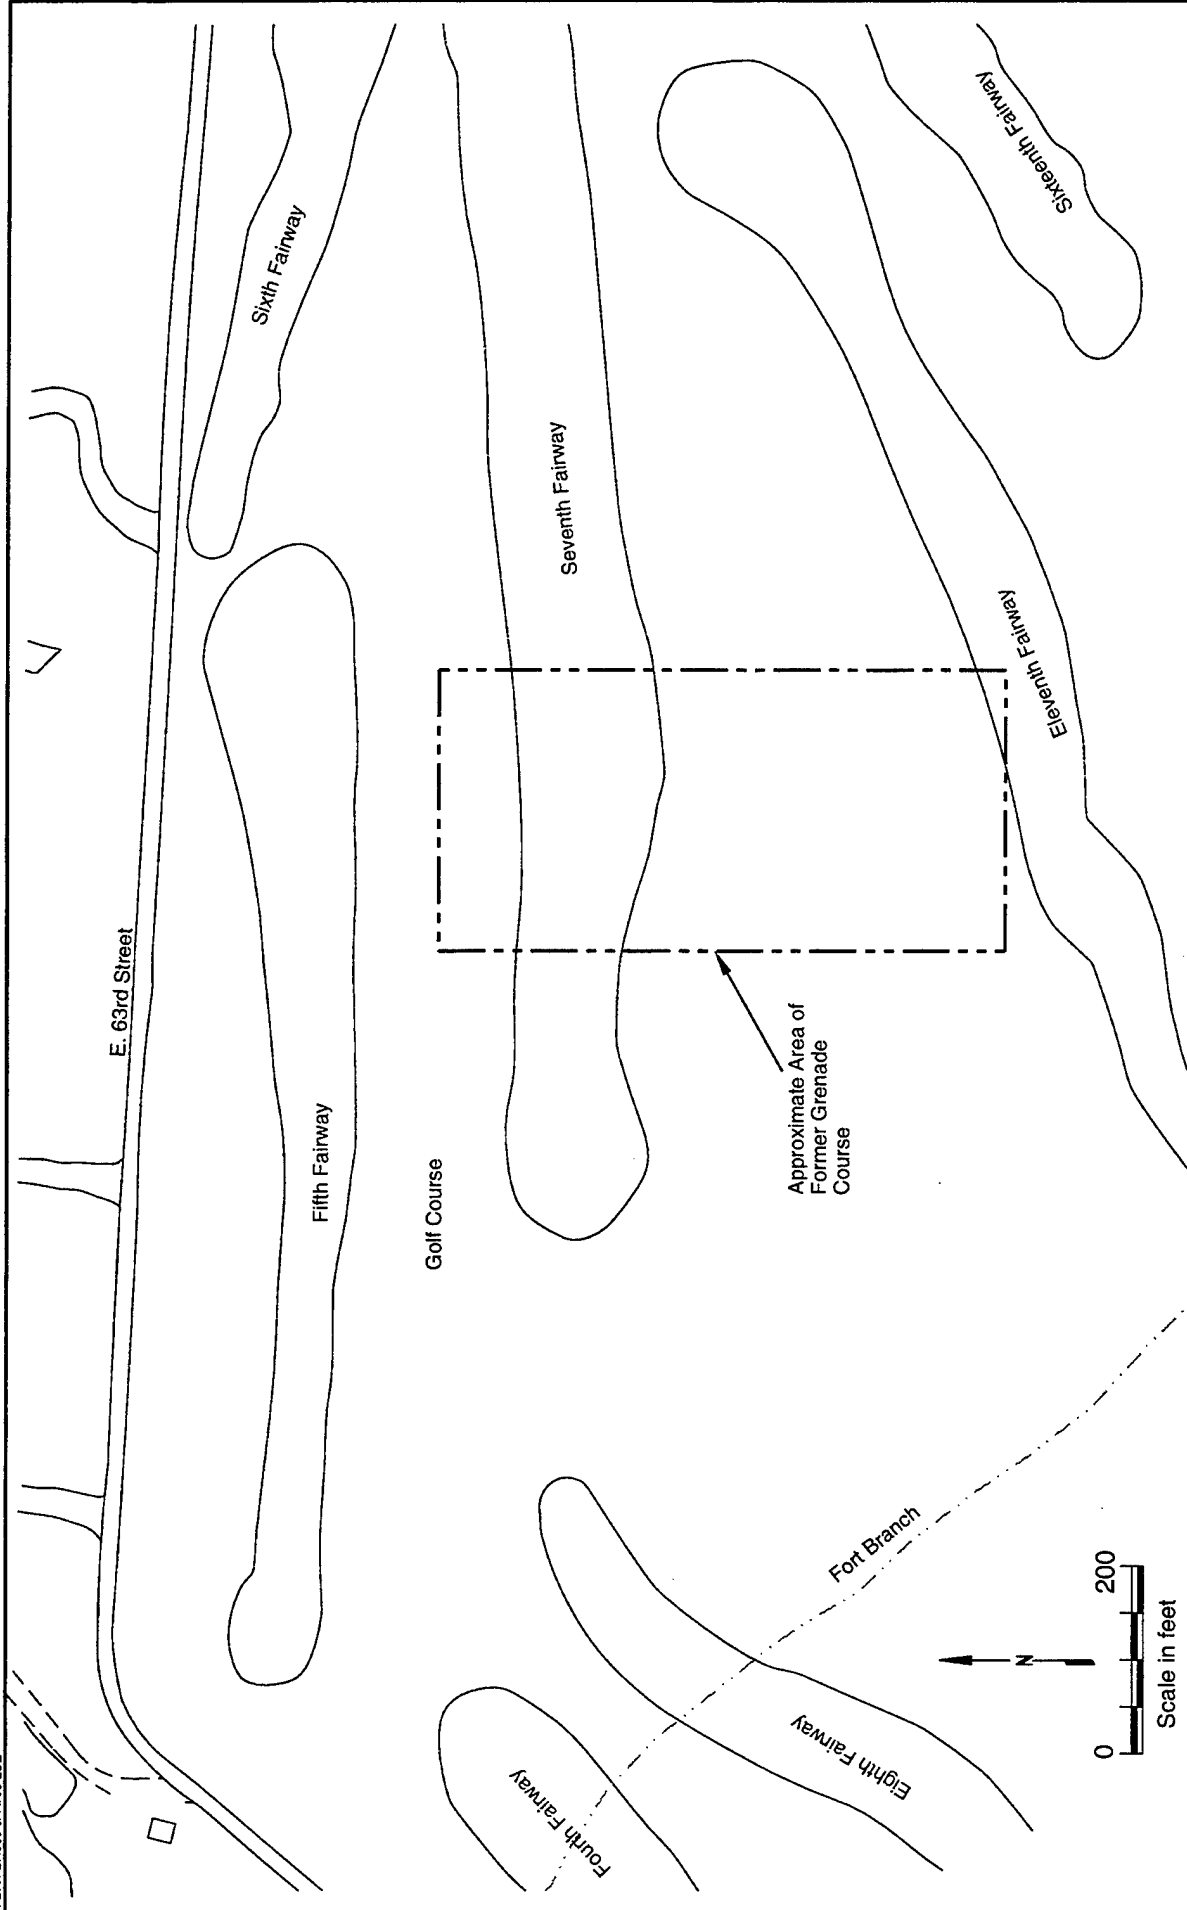 E. 63rd Street
Sixth Fairway
Fifth Fairway
Golf Course
Seventh Fairway
Sixteenth Fairway
Eleventh Fairway
Approximate Area of
Former Grenade
Course
Fourth Fairway
Eighth Fairway
Fort Branch
N
0 200
Scale in feet